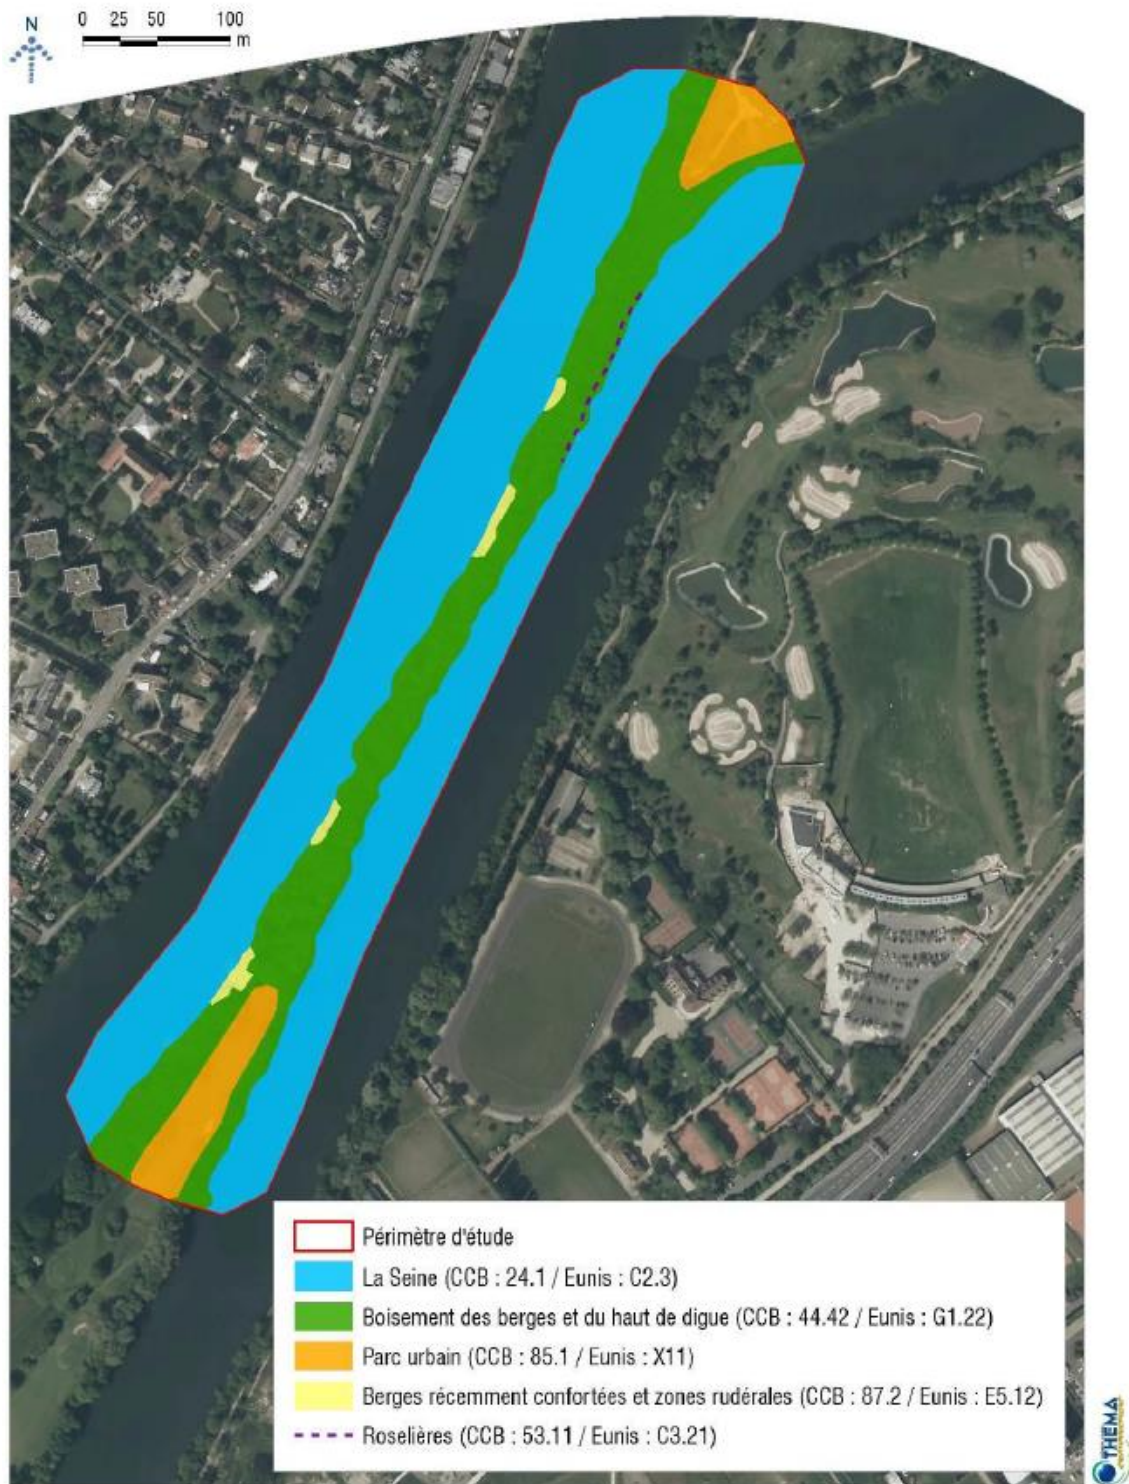 N
0 25 50 100
m
Périmètre d'étude
La Seine (CCB : 24.1 / Eunis : C2.3)
Boisement des berges et du haut de digue (CCB : 44.42 / Eunis : G1.22)
Parc urbain (CCB : 85.1 / Eunis : X11)
Berges récemment confortées et zones rudérales (CCB : 87.2 / Eunis : E5.12)
Roselières (CCB : 53.11 / Eunis : C3.21)
THEMA